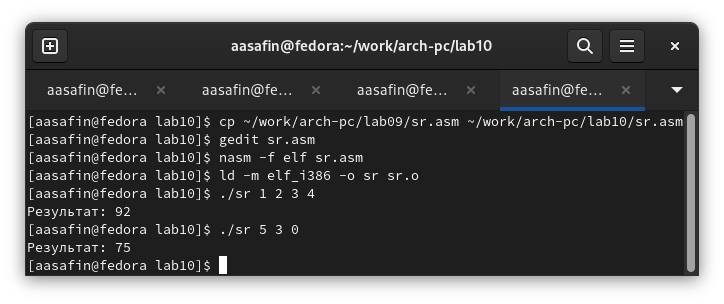 aasafin@fedora:~/work/arch-pc/lab10
aasafin@fe... aasafin@fe... aasafin@fe... aasafin@fe...
[aasafin@fedora lab10]$ cp ~/work/arch-pc/lab09/sr.asm ~/work/arch-pc/lab10/sr.asm
[aasafin@fedora lab10]$ gedit sr.asm
[aasafin@fedora lab10]$ nasm -f elf sr.asm
[aasafin@fedora lab10]$ ld -m elf_i386 -o sr sr.o
[aasafin@fedora lab10]$ ./sr 1 2 3 4
Результат: 92
[aasafin@fedora lab10]$ ./sr 5 3 0
Результат: 75
[aasafin@fedora lab10]$